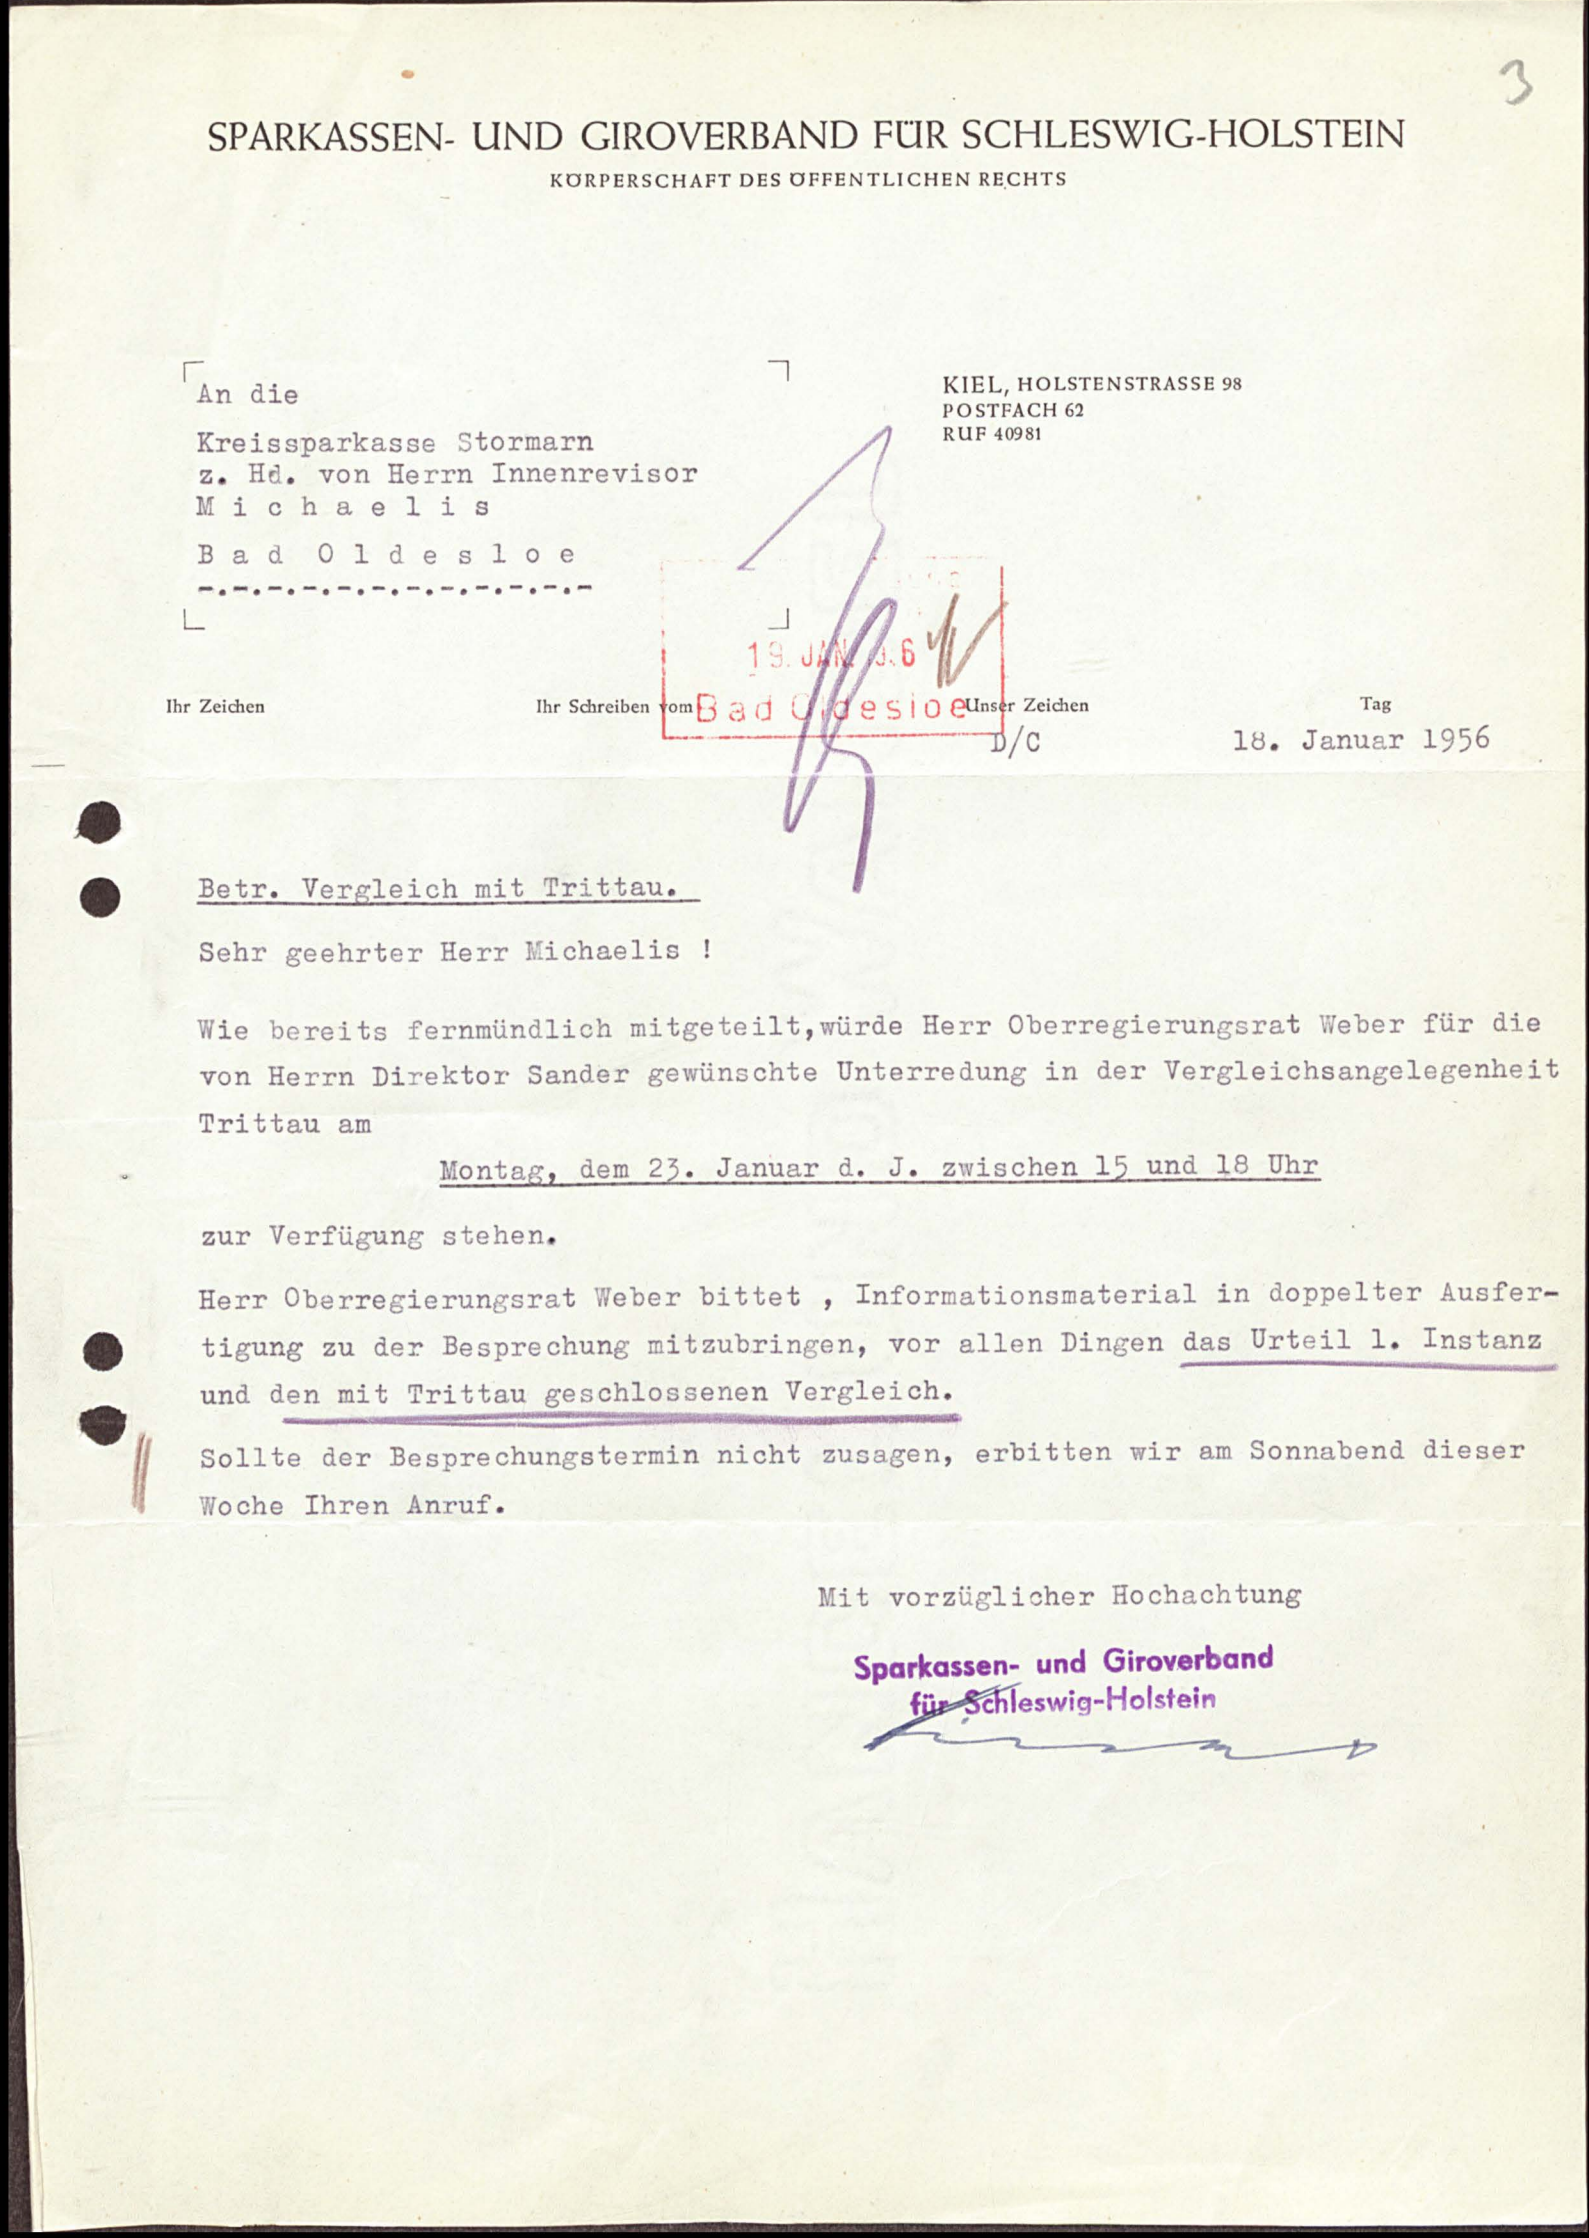 3
SPARKASSEN- UND GIROVERBAND FÜR SCHLESWIG-HOLSTEIN
KÖRPERSCHAFT DES ÖFFENTLICHEN RECHTS
An die
Kreissparkasse Stormarn
z. Hd. von Herrn Innenrevisor
M i c h a e l i s
B a d O l d e s l o e
-.-.-.-.-.-.-.-.-.-.-.-
KIEL, HOLSTENSTRASSE 98
POSTFACH 62
RUF 40981
19. JAN. 56
Bad Oldesloe
Ihr Zeichen
Ihr Schreiben vom
Unser Zeichen
Tag
D/C
18. Januar 1956
Betr. Vergleich mit Trittau.
Sehr geehrter Herr Michaelis !
Wie bereits fernmündlich mitgeteilt,würde Herr Oberregierungsrat Weber für die
von Herrn Direktor Sander gewünschte Unterredung in der Vergleichsangelegenheit
Trittau am
Montag, dem 23. Januar d. J. zwischen 15 und 18 Uhr
zur Verfügung stehen.
Herr Oberregierungsrat Weber bittet , Informationsmaterial in doppelter Ausfer-
tigung zu der Besprechung mitzubringen, vor allen Dingen das Urteil 1. Instanz
und den mit Trittau geschlossenen Vergleich.
Sollte der Besprechungstermin nicht zusagen, erbitten wir am Sonnabend dieser
Woche Ihren Anruf.
Mit vorzüglicher Hochachtung
Sparkassen- und Giroverband
für Schleswig-Holstein